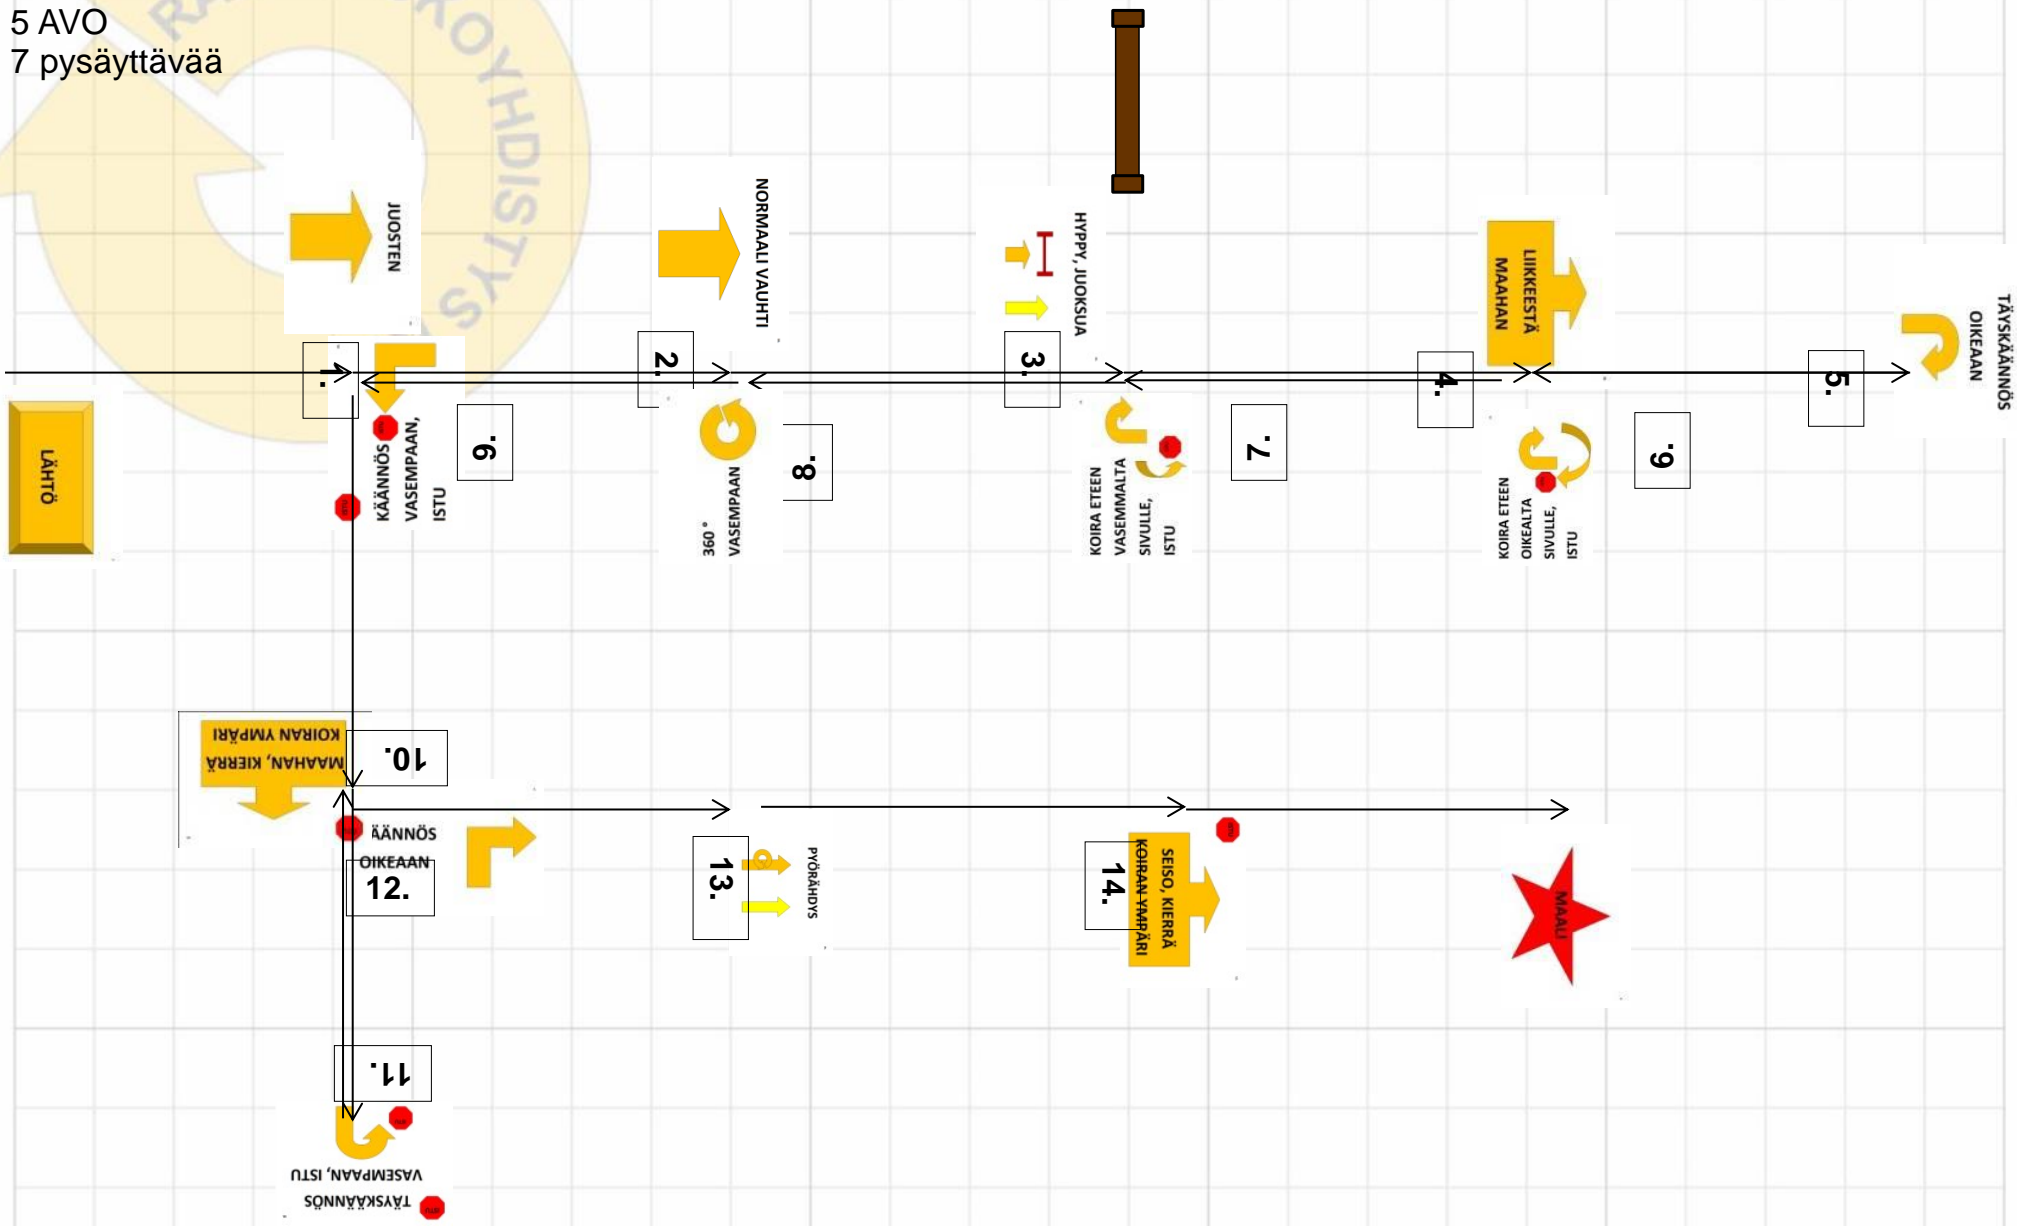 5 AVO
7 pysäyttävää
KOYHDISTYS
JUOSTEN
NORMAALI VAUHTI
HYPPY, JUOKSUA
LIIKKEESTÄ
MAAHAN
TÄYSKÄÄNNÖS
OIKEAAN
1.
2.
3.
4.
5.
LÄHTÖ
KÄÄNNÖS
VASEMPAAN,
ISTU
9.
360°
VASEMPAAN
8.
KOIRA ETEEN
VASEMMALTA
SIVULLE,
ISTU
7.
KOIRA ETEEN
OIKEALTA
SIVULLE,
ISTU
6.
MAAHAN, KIERRÄ
KOIRAN YMPÄRI
10.
ÄÄNNÖS
OIKEAAN
12.
13.
PYÖRÄHDYS
14.
SEISO, KIERRÄ
KOIRAN YMPÄRI
MAALI
11.
TÄYSKÄÄNNÖS
VASEMPAAN, ISTU